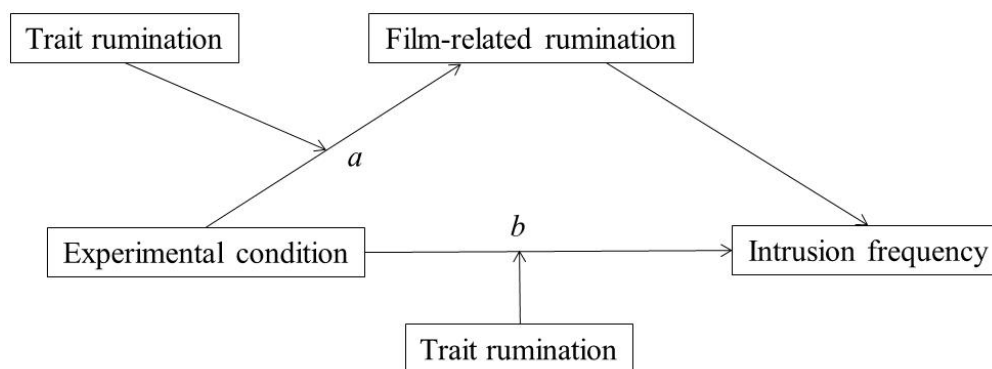 Trait rumination
Film-related rumination
a
b
Experimental condition
Intrusion frequency
Trait rumination